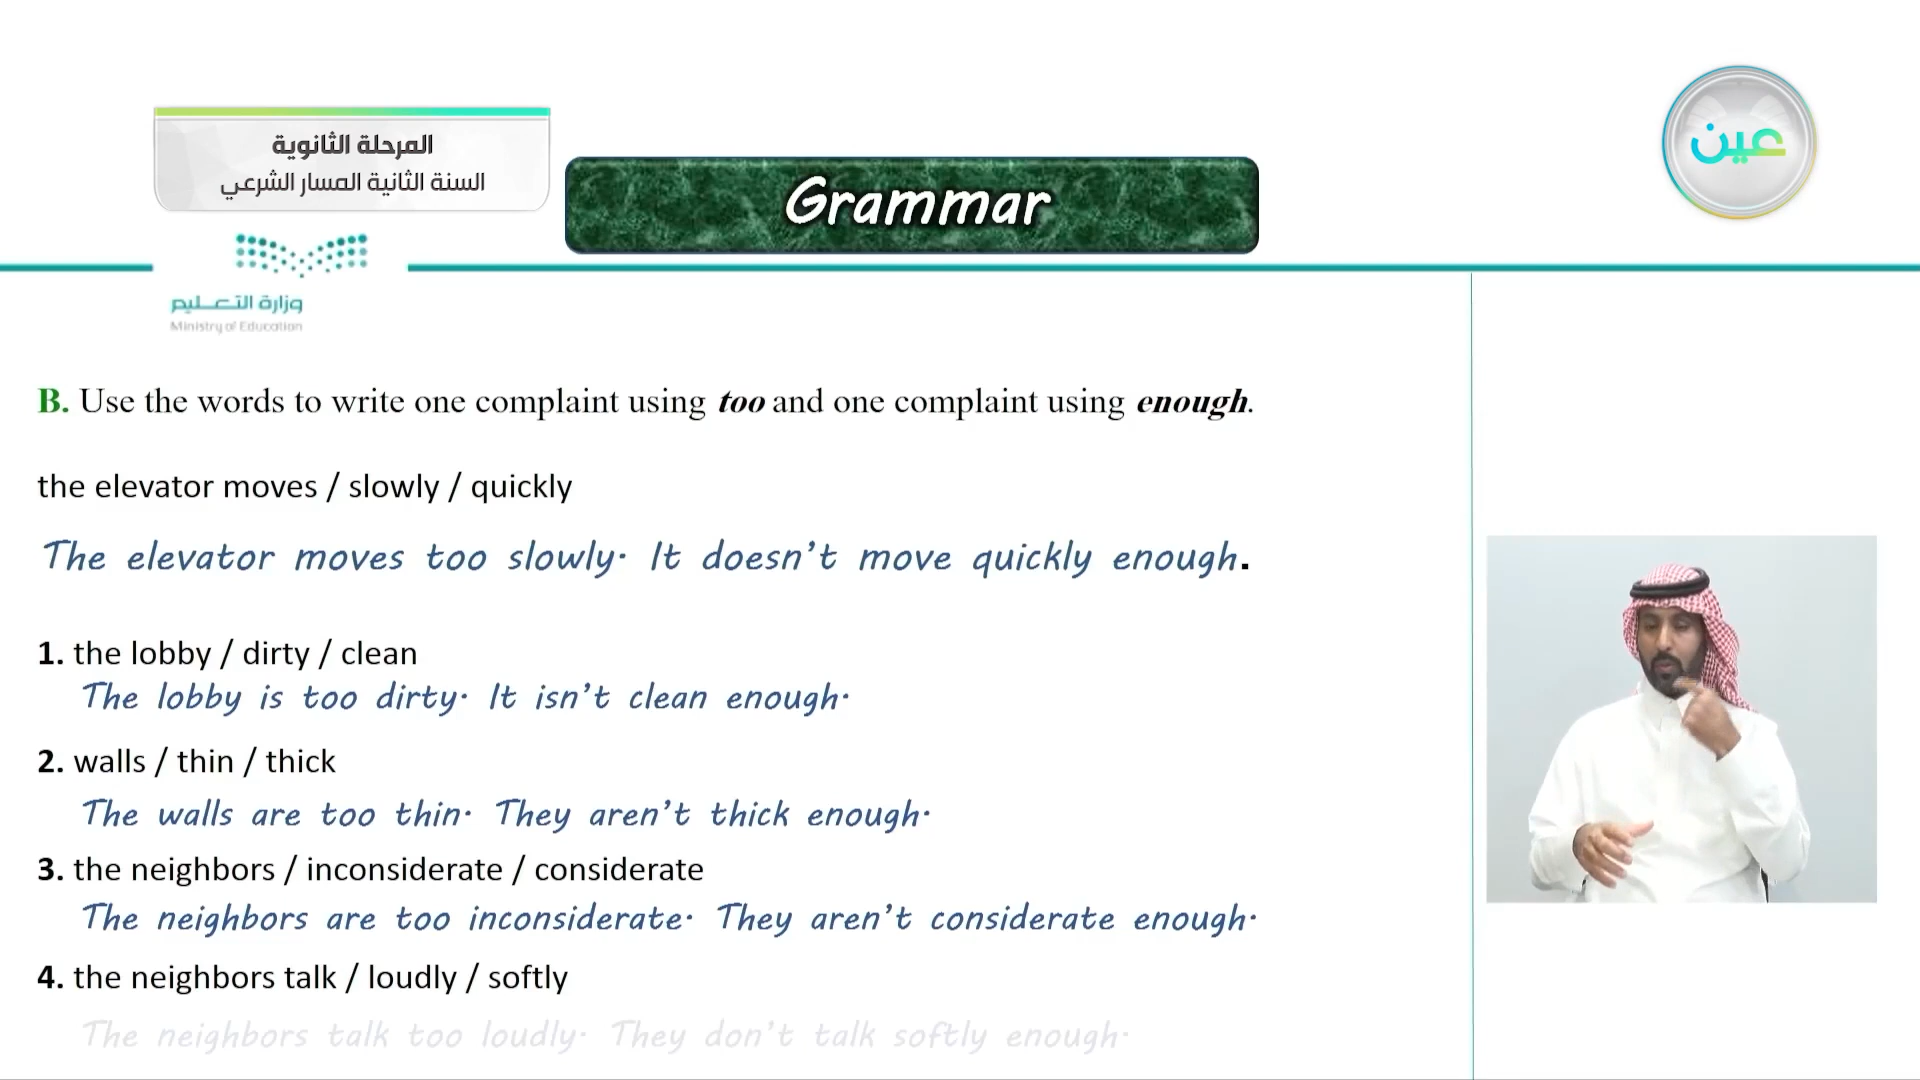 المرحلة الثانوية
السنة الثانية المسار الشرعي
عين
Grammar
وزارة التعليم
Ministry of Education
B. Use the words to write one complaint using too and one complaint using enough.
the elevator moves / slowly / quickly
The elevator moves too slowly. It doesn't move quickly enough.
1. the lobby / dirty / clean
The lobby is too dirty. It isn't clean enough.
2. walls / thin / thick
The walls are too thin. They aren't thick enough.
3. the neighbors / inconsiderate / considerate
The neighbors are too inconsiderate. They aren't considerate enough.
4. the neighbors talk / loudly / softly
The neighbors talk too loudly. They don't talk softly enough.